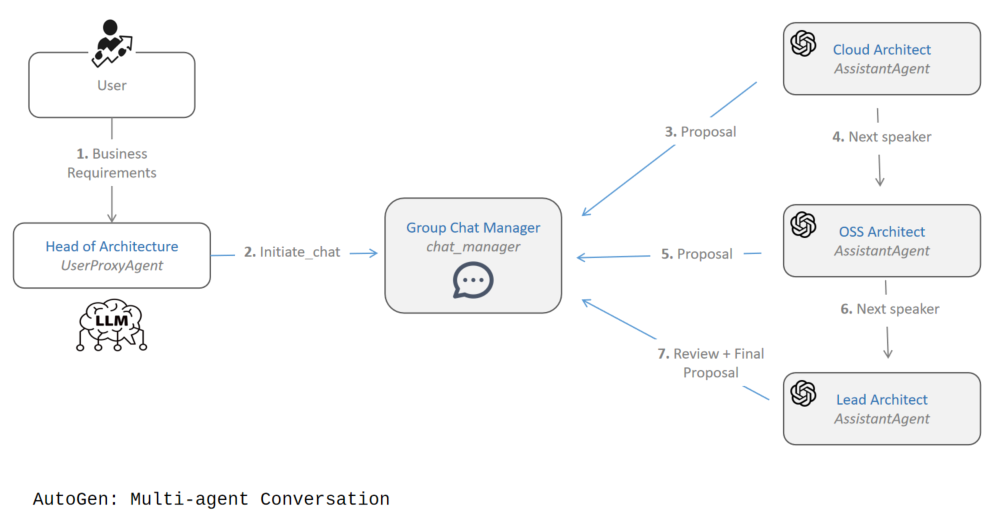 User
1. Business
Requirements
Head of Architecture
UserProxyAgent
LLM
2. Initiate_chat
Group Chat Manager
chat_manager
3. Proposal
Cloud Architect
AssistantAgent
4. Next speaker
OSS Architect
AssistantAgent
5. Proposal
6. Next speaker
7. Review + Final
Proposal
Lead Architect
AssistantAgent
AutoGen: Multi-agent Conversation